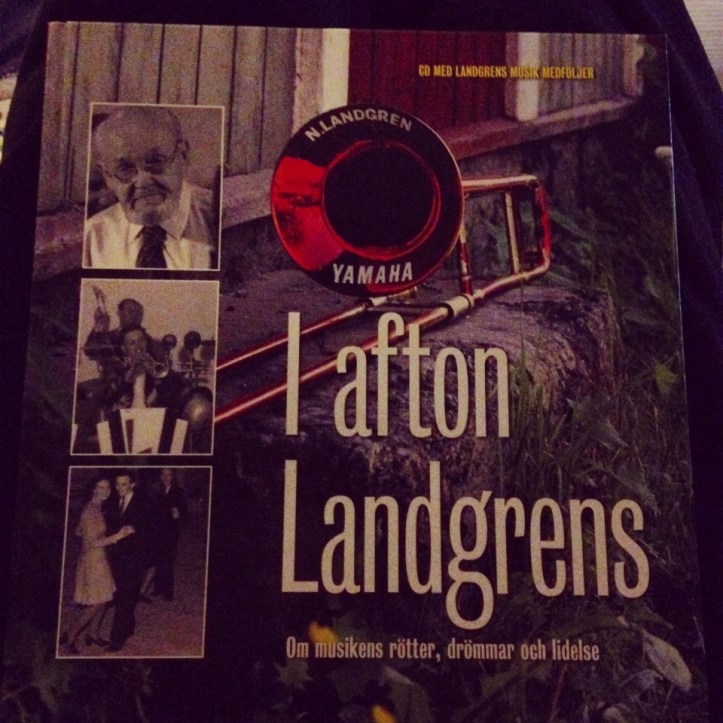 CD MED LANDGRENS MUSIK MEDFÖLJER
N. LANDGREN
YAMAHA
I afton
Landgrens
Om musikens rötter, drömmar och lidelse